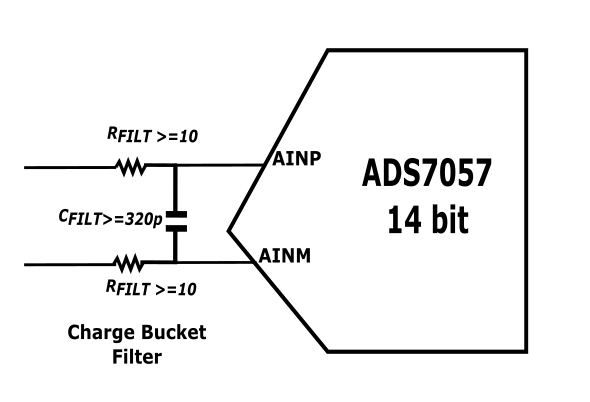 RFILT >=10
AINP
ADS7057
14 bit
CFILT>=320p
AINM
RFILT >=10
Charge Bucket
Filter